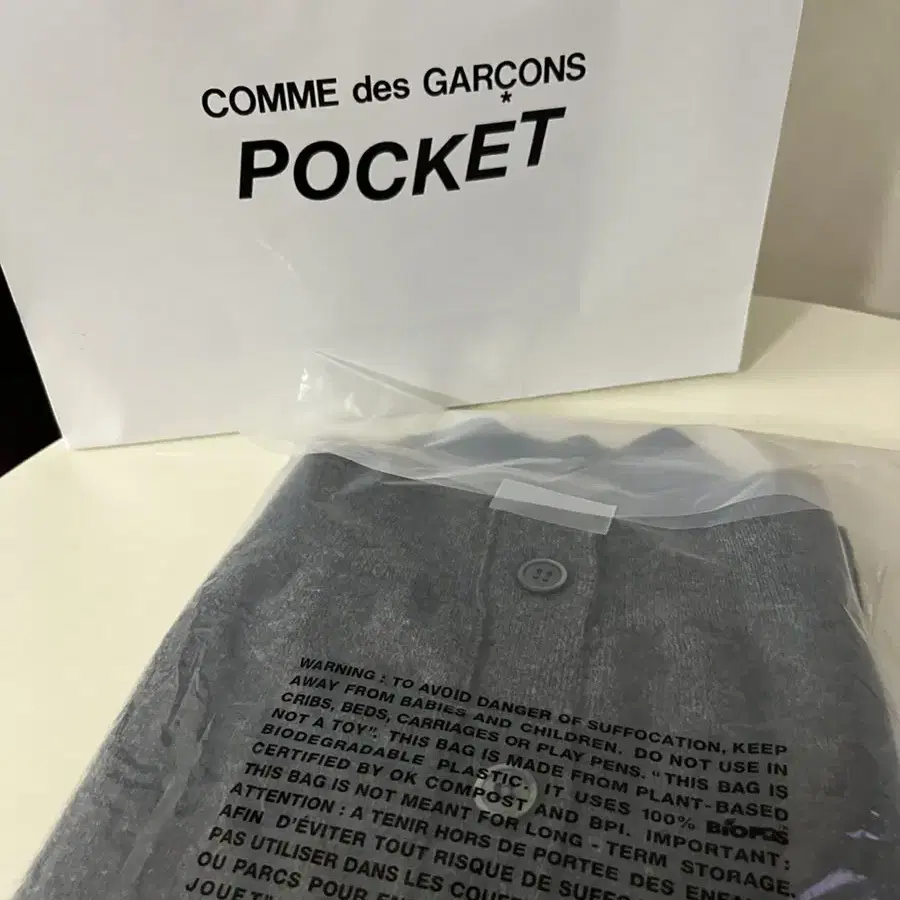 COMME des GARÇONS
POCKET
*
WARNING : TO AVOID DANGER OF SUFFOCATION, KEEP
AWAY FROM BABIES AND CHILDREN. DO NOT USE IN
CRIBS, BEDS, CARRIAGES OR PLAY PENS. “THIS BAG IS
NOT A TOY”. THIS BAG IS MADE FROM PLANT-BASED
BIODEGRADABLE PLASTIC. IT USES 100%
CERTIFIED BY OK COMPOST AND BPI. IMPORTANT:
THIS BAG IS NOT MEANT FOR LONG - TERM STORAGE.
ATTENTION : A TENIR HORS DE PORTEE DES ENFA
AFIN D'ÉVITER TOUT RISQUE DE SUFFO
PAS UTILISER DANS LES COU
OU PARCS POUR EN
JOUET"